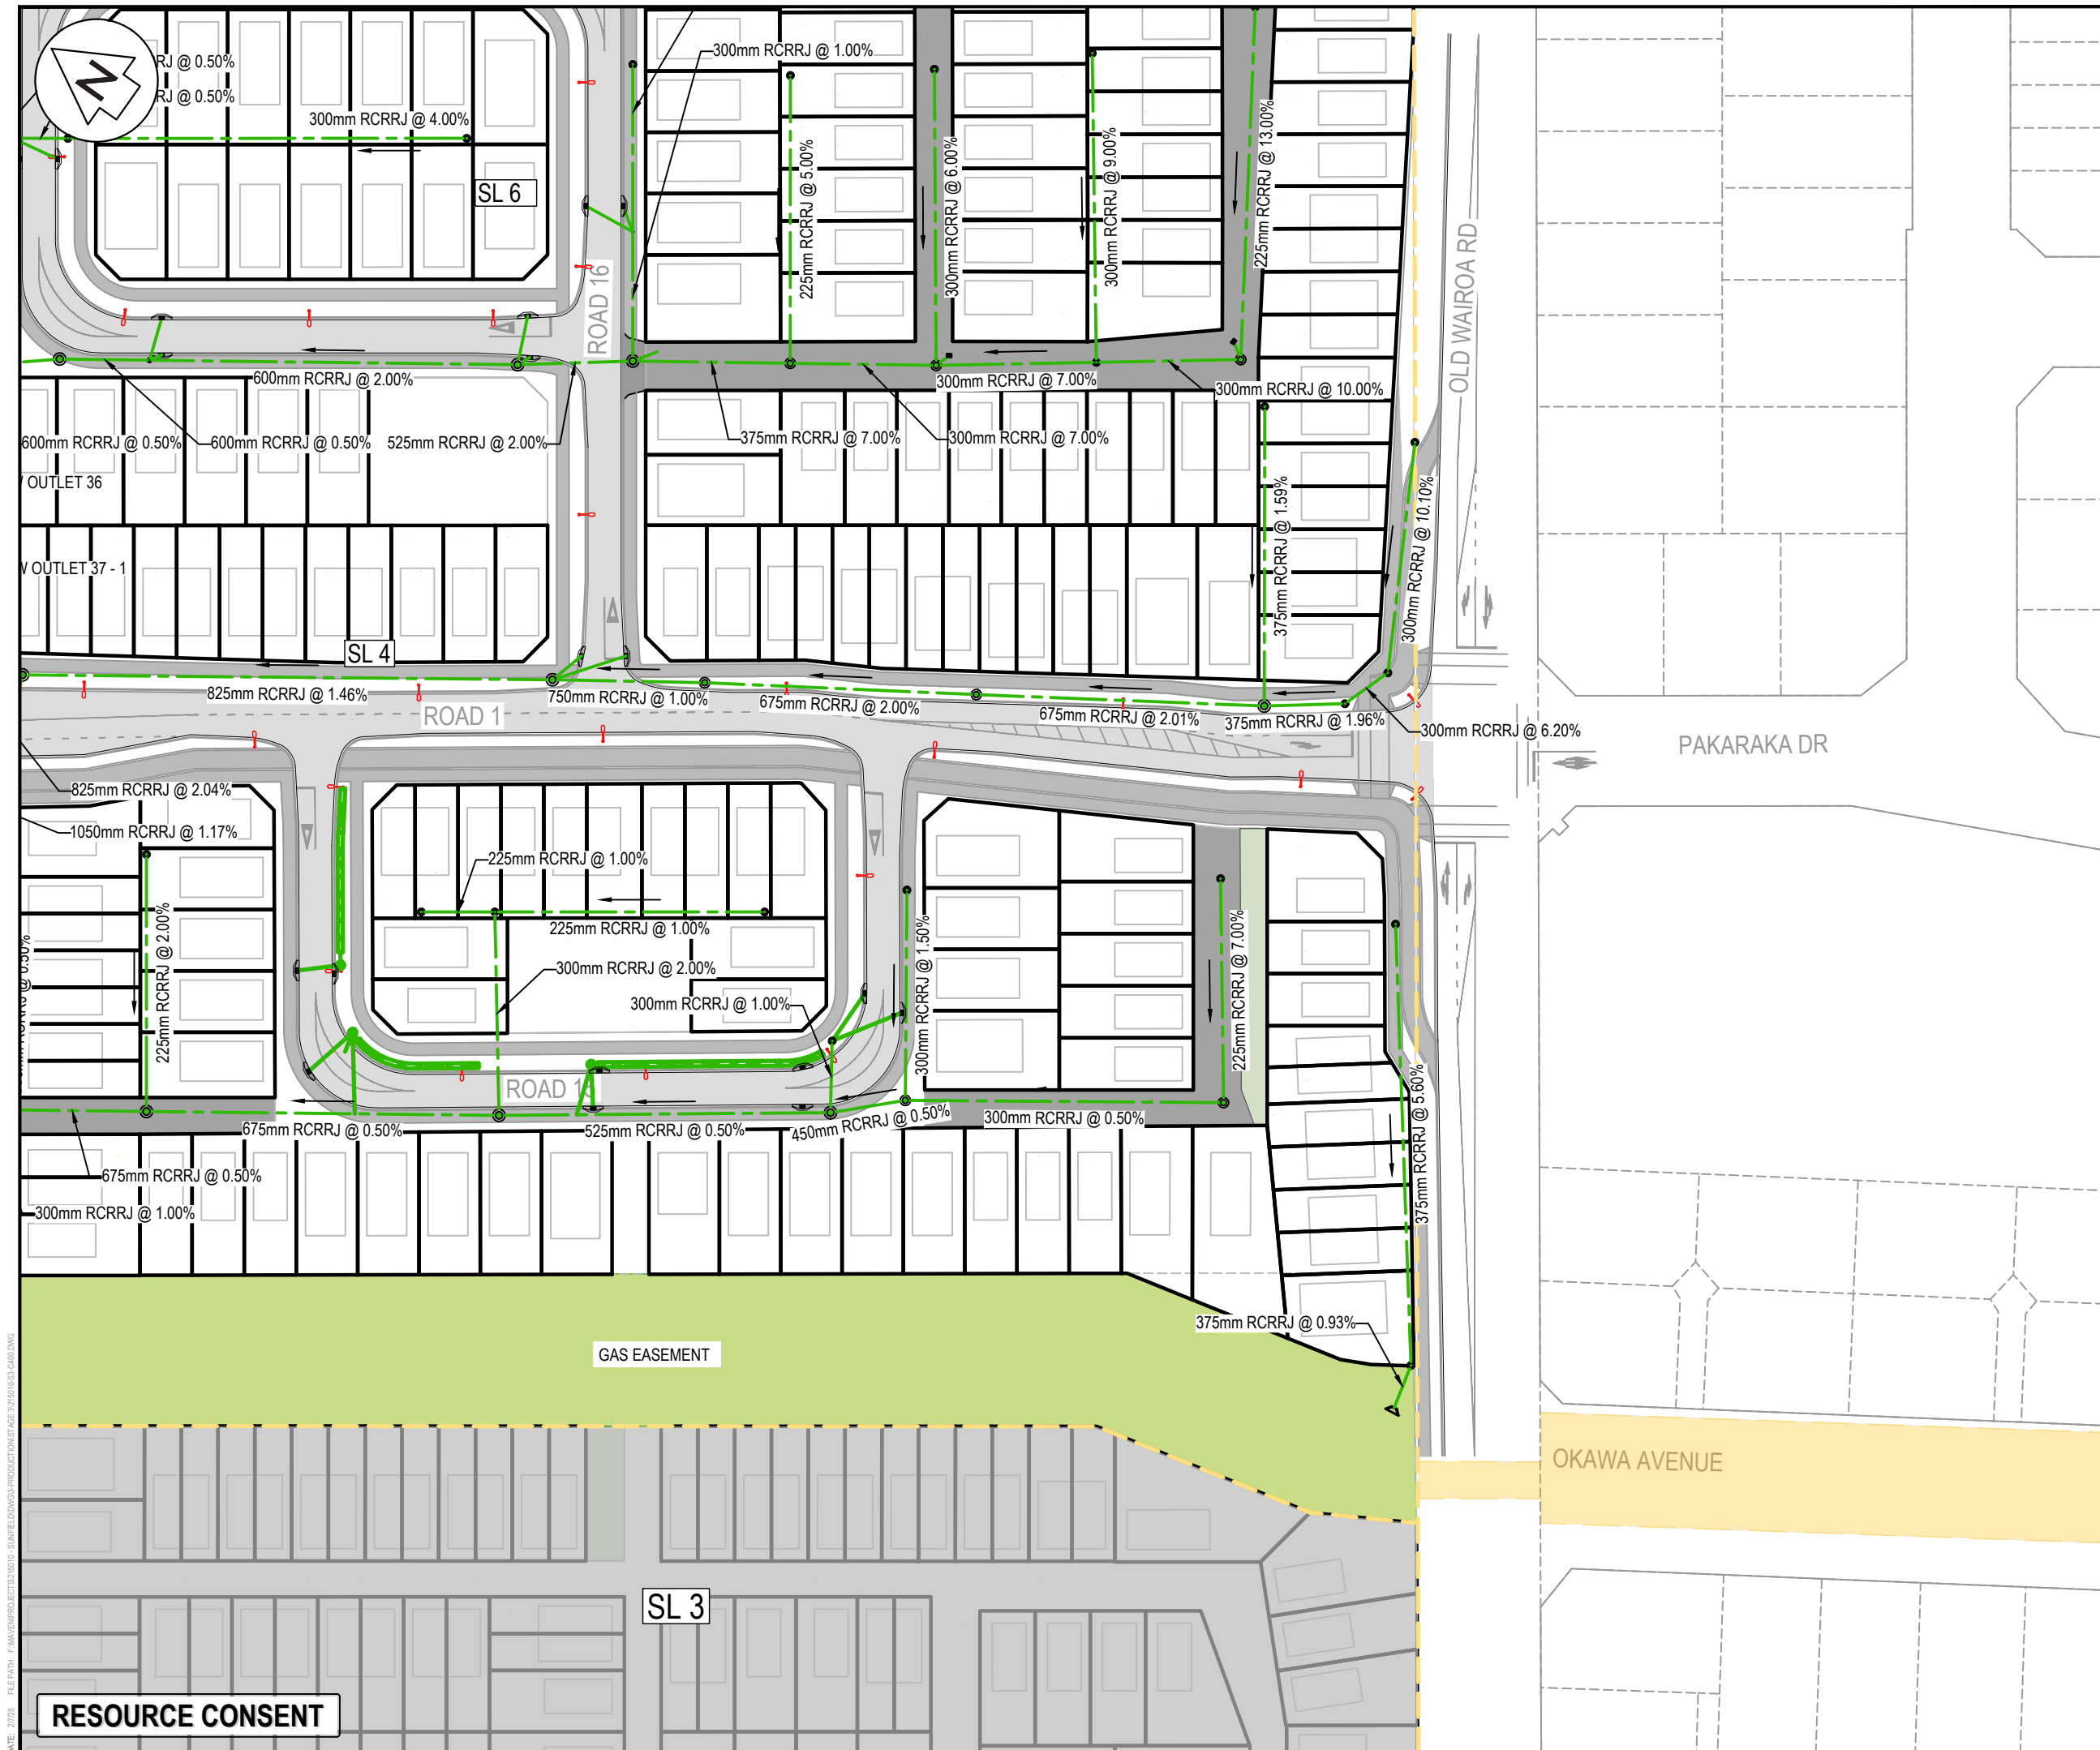 N
RJ @ 0.50%
RJ @ 0.50%
300mm RCRRJ @ 4.00%
300mm RCRRJ @ 1.00%
SL 6
225mm RCRRJ @ 5.00%
300mm RCRRJ @ 6.00%
300mm RCRRJ @ 9.00%
225mm RCRRJ @ 13.00%
ROAD 16
OLD WAIROA RD
600mm RCRRJ @ 2.00%
300mm RCRRJ @ 7.00%
300mm RCRRJ @ 10.00%
600mm RCRRJ @ 0.50%
600mm RCRRJ @ 0.50%
525mm RCRRJ @ 2.00%
375mm RCRRJ @ 7.00%
300mm RCRRJ @ 7.00%
OUTLET 36
375mm RCRRJ @ 1.59%
300mm RCRRJ @ 10.10%
OUTLET 37 - 1
SL 4
825mm RCRRJ @ 1.46%
750mm RCRRJ @ 1.00%
675mm RCRRJ @ 2.00%
675mm RCRRJ @ 2.01%
375mm RCRRJ @ 1.96%
300mm RCRRJ @ 6.20%
ROAD 1
PAKARAKA DR
825mm RCRRJ @ 2.04%
1050mm RCRRJ @ 1.17%
225mm RCRRJ @ 1.00%
225mm RCRRJ @ 2.00%
225mm RCRRJ @ 1.00%
300mm RCRRJ @ 2.00%
300mm RCRRJ @ 1.00%
300mm RCRRJ @ 1.50%
225mm RCRRJ @ 7.00%
RCRRJ @ 0.50%
ROAD
675mm RCRRJ @ 0.50%
525mm RCRRJ @ 0.50%
450mm RCRRJ @ 0.50%
300mm RCRRJ @ 0.50%
375mm RCRRJ @ 5.60%
675mm RCRRJ @ 0.50%
300mm RCRRJ @ 1.00%
375mm RCRRJ @ 0.93%
GAS EASEMENT
OKAWA AVENUE
SL 3
RESOURCE CONSENT